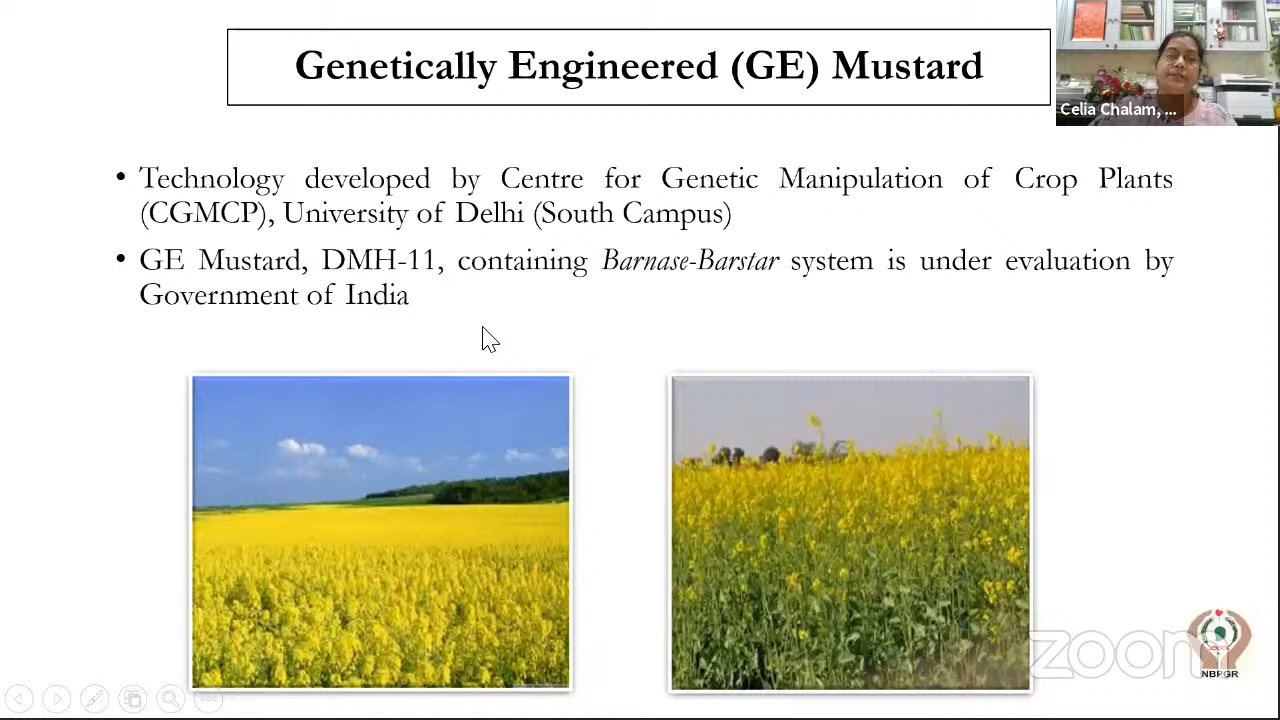 Genetically Engineered (GE) Mustard
Celia Chalam, ...
• Technology developed by Centre for Genetic Manipulation of Crop Plants
(CGMCP), University of Delhi (South Campus)
• GE Mustard, DMH-11, containing Barnase-Barstar system is under evaluation by
Government of India
zoom
NBPGR